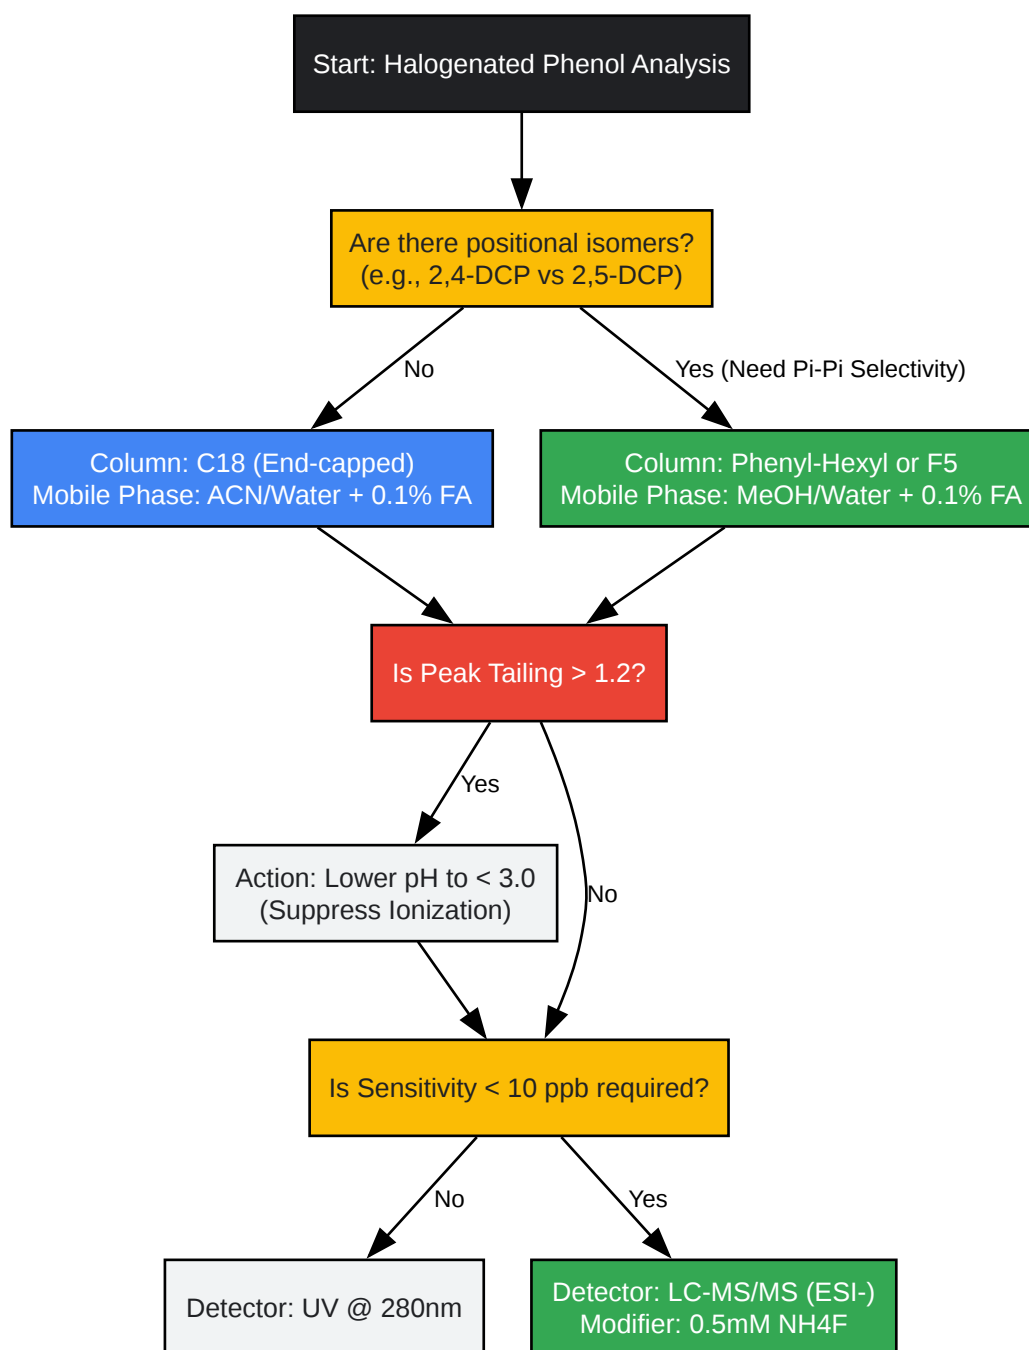 Start: Halogenated Phenol Analysis
Are there positional isomers?
(e.g., 2,4-DCP vs 2,5-DCP)
No
Yes (Need Pi-Pi Selectivity)
Column: C18 (End-capped)
Mobile Phase: ACN/Water + 0.1% FA
Column: Phenyl-Hexyl or F5
Mobile Phase: MeOH/Water + 0.1% FA
Is Peak Tailing > 1.2?
Yes
Action: Lower pH to < 3.0
(Suppress Ionization)
No
Is Sensitivity < 10 ppb required?
No
Yes
Detector: UV @ 280nm
Detector: LC-MS/MS (ESI-)
Modifier: 0.5mM NH4F